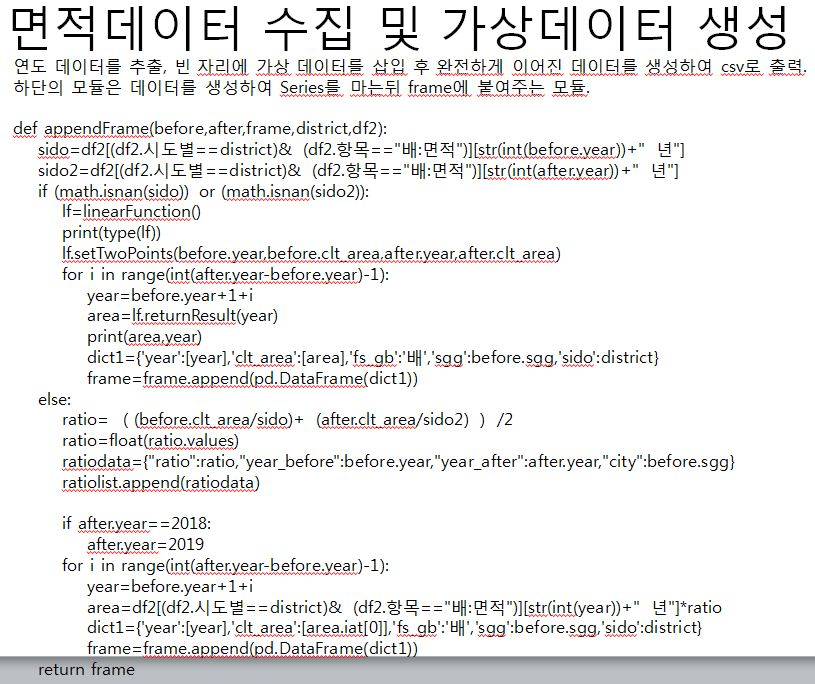 면적데이터 수집 및 가상데이터 생성
연도 데이터를 추출, 빈 자리에 가상 데이터를 삽입 후 완전하게 이어진 데이터를 생성하여 csv로 출력.
하단의 모듈은 데이터를 생성하여 Series를 마는뒤 frame에 붙여주는 모듈.

def appendFrame(before,after,frame,district,df2):
    sido=df2[(df2.시도별==district)& (df2.항목=="배:면적")][str(int(before.year))+" 년"]
    sido2=df2[(df2.시도별==district)& (df2.항목=="배:면적")][str(int(after.year))+" 년"]
    if (math.isnan(sido)) or (math.isnan(sido2)):
        lf=linearFunction()
        print(type(lf))
        lf.setTwoPoints(before.year,before.clt_area,after.year,after.clt_area)
        for i in range(int(after.year-before.year)-1):
            year=before.year+1+i
            area=lf.returnResult(year)
            print(area,year)
            dict1={'year':[year],'clt_area':[area],'fs_gb':'배','sgg':before.sgg,'sido':district}
            frame=frame.append(pd.DataFrame(dict1))
    else:
        ratio= ( (before.clt_area/sido)+ (after.clt_area/sido2) ) /2
        ratio=float(ratio.values)
        ratiodata={"ratio":ratio,"year_before":before.year,"year_after":after.year,"city":before.sgg}
        ratiolist.append(ratiodata)

        if after.year==2018:
            after.year=2019
        for i in range(int(after.year-before.year)-1):
            year=before.year+1+i
            area=df2[(df2.시도별==district)& (df2.항목=="배:면적")][str(int(year))+" 년"]*ratio
            dict1={'year':[year],'clt_area':[area.iat[0]],'fs_gb':'배','sgg':before.sgg,'sido':district}
            frame=frame.append(pd.DataFrame(dict1))
    return frame